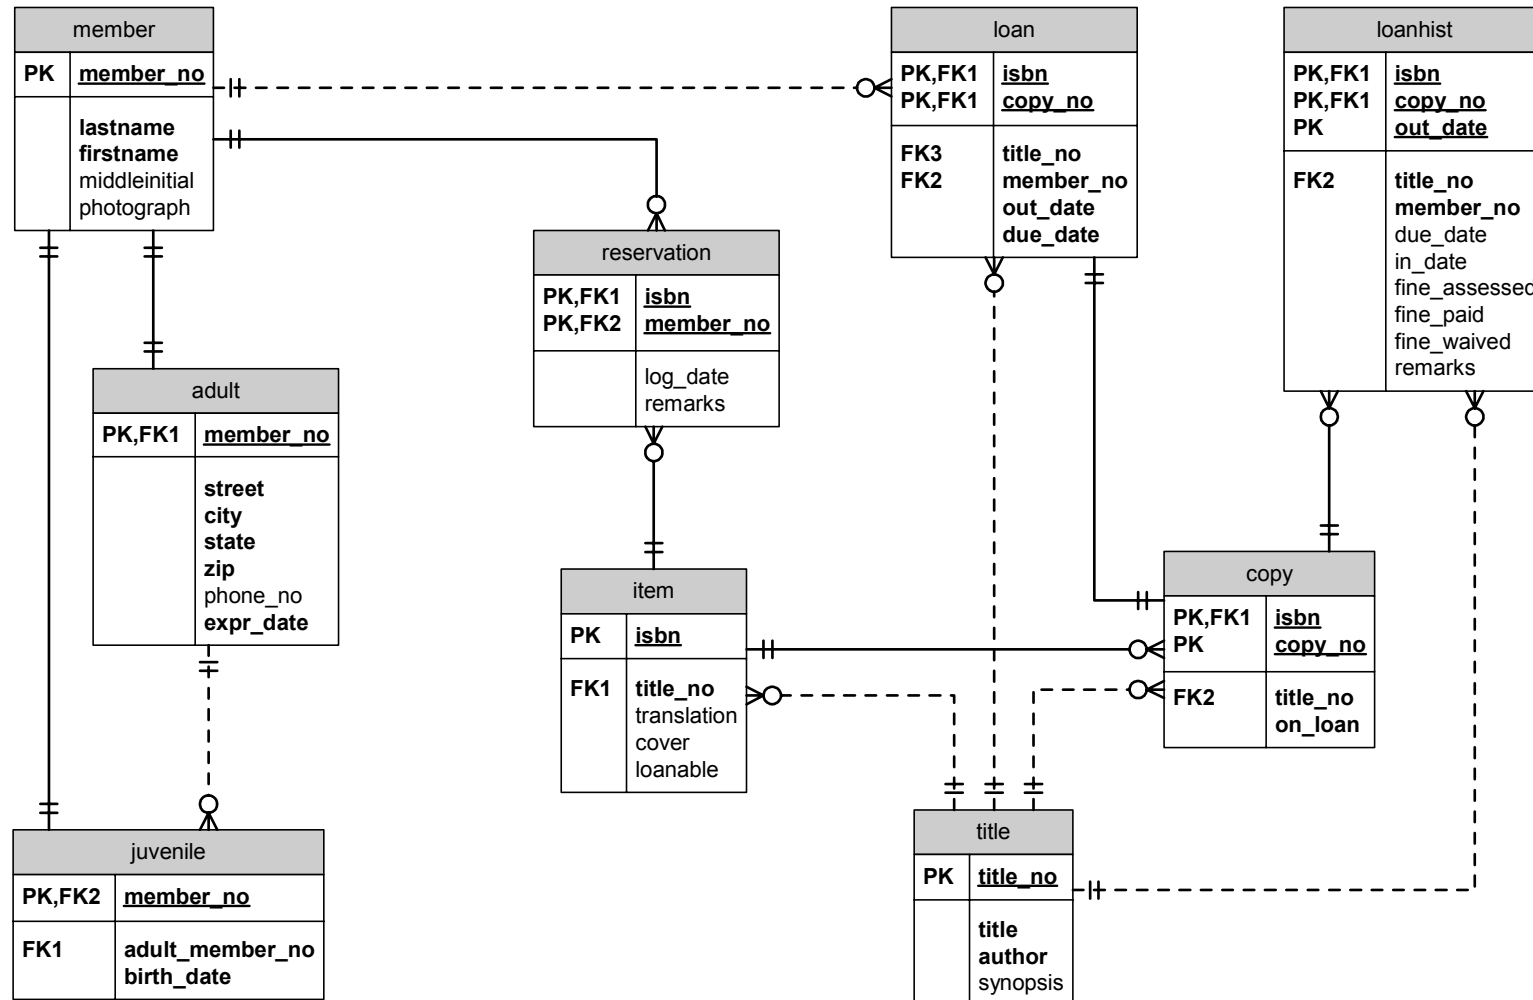 member
PK member_no
lastname
firstname
middleinitial
photograph
loan
PK,FK1 isbn
PK,FK1 copy_no
FK3 title_no
FK2 member_no
out_date
due_date
loanhist
PK,FK1 isbn
PK,FK1 copy_no
PK out_date
FK2 title_no
member_no
due_date
in_date
fine_assessed
fine_paid
fine_waived
remarks
reservation
PK,FK1 isbn
PK,FK2 member_no
log_date
remarks
adult
PK,FK1 member_no
street
city
state
zip
phone_no
expr_date
item
PK isbn
FK1 title_no
translation
cover
loanable
copy
PK,FK1 isbn
PK copy_no
FK2 title_no
on_loan
juvenile
PK,FK2 member_no
FK1 adult_member_no
birth_date
title
PK title_no
title
author
synopsis